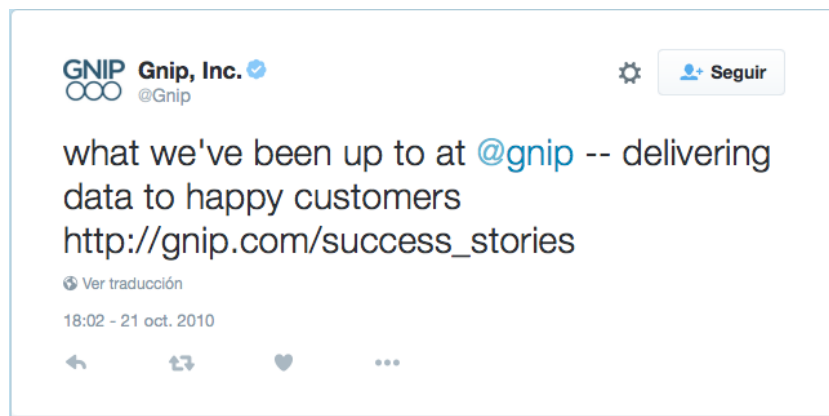 GNIP Gnip, Inc.
@Gnip
Seguir
what we've been up to at @gnip -- delivering
data to happy customers
http://gnip.com/success_stories
Ver traducción
18:02 - 21 oct. 2010